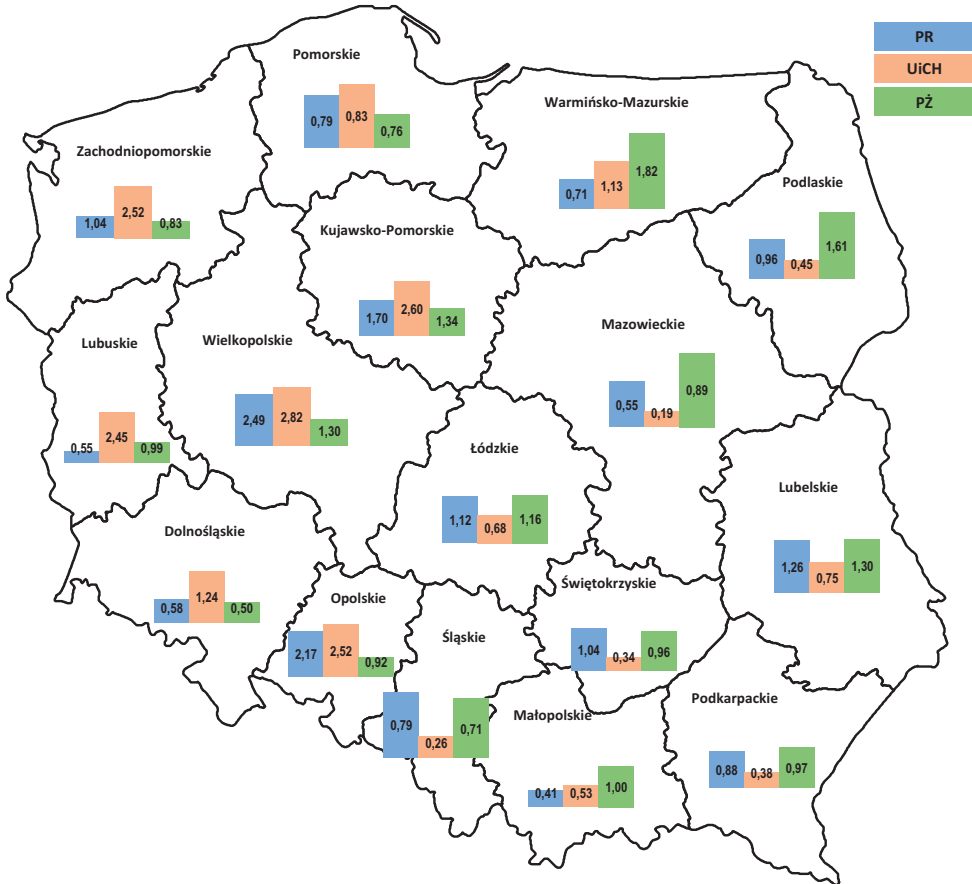 PR
UiCH
PŻ
Pomorskie
0,79 0,83 0,76
Warmińsko-Mazurskie
0,71 1,13 1,82
Zachodniopomorskie
1,04 2,52 0,83
Podlaskie
0,96 0,45 1,61
Kujawsko-Pomorskie
1,70 2,60 1,34
Mazowieckie
0,55 0,19 0,89
Lubuskie
0,55 2,45 0,99
Wielkopolskie
2,49 2,82 1,30
Łódzkie
1,12 0,68 1,16
Lubelskie
1,26 0,75 1,30
Dolnośląskie
0,58 1,24 0,50
Opolskie
2,17 2,52 0,92
Śląskie
0,79 0,26 0,71
Świętokrzyskie
1,04 0,34 0,96
Małopolskie
0,41 0,53 1,00
Podkarpackie
0,88 0,38 0,97